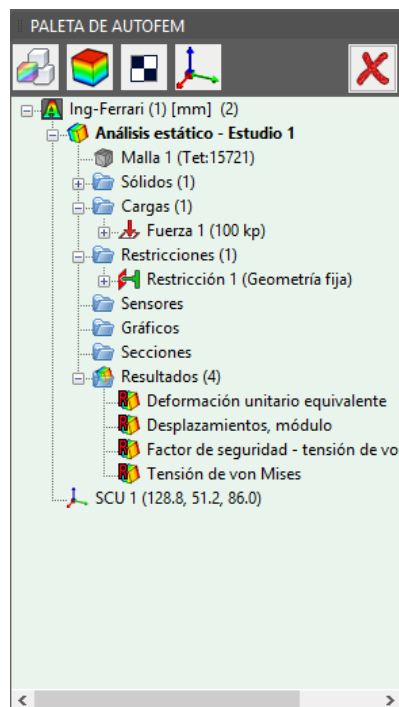 PALETA DE AUTOFEM
Ing-Ferrari (1) [mm] (2)
Análisis estático - Estudio 1
Malla 1 (Tet:15721)
Sólidos (1)
Cargas (1)
Fuerza 1 (100 kp)
Restricciones (1)
Restricción 1 (Geometría fija)
Sensores
Gráficos
Secciones
Resultados (4)
Deformación unitario equivalente
Desplazamientos, módulo
Factor de seguridad - tensión de vo
Tensión de von Mises
SCU 1 (128.8, 51.2, 86.0)